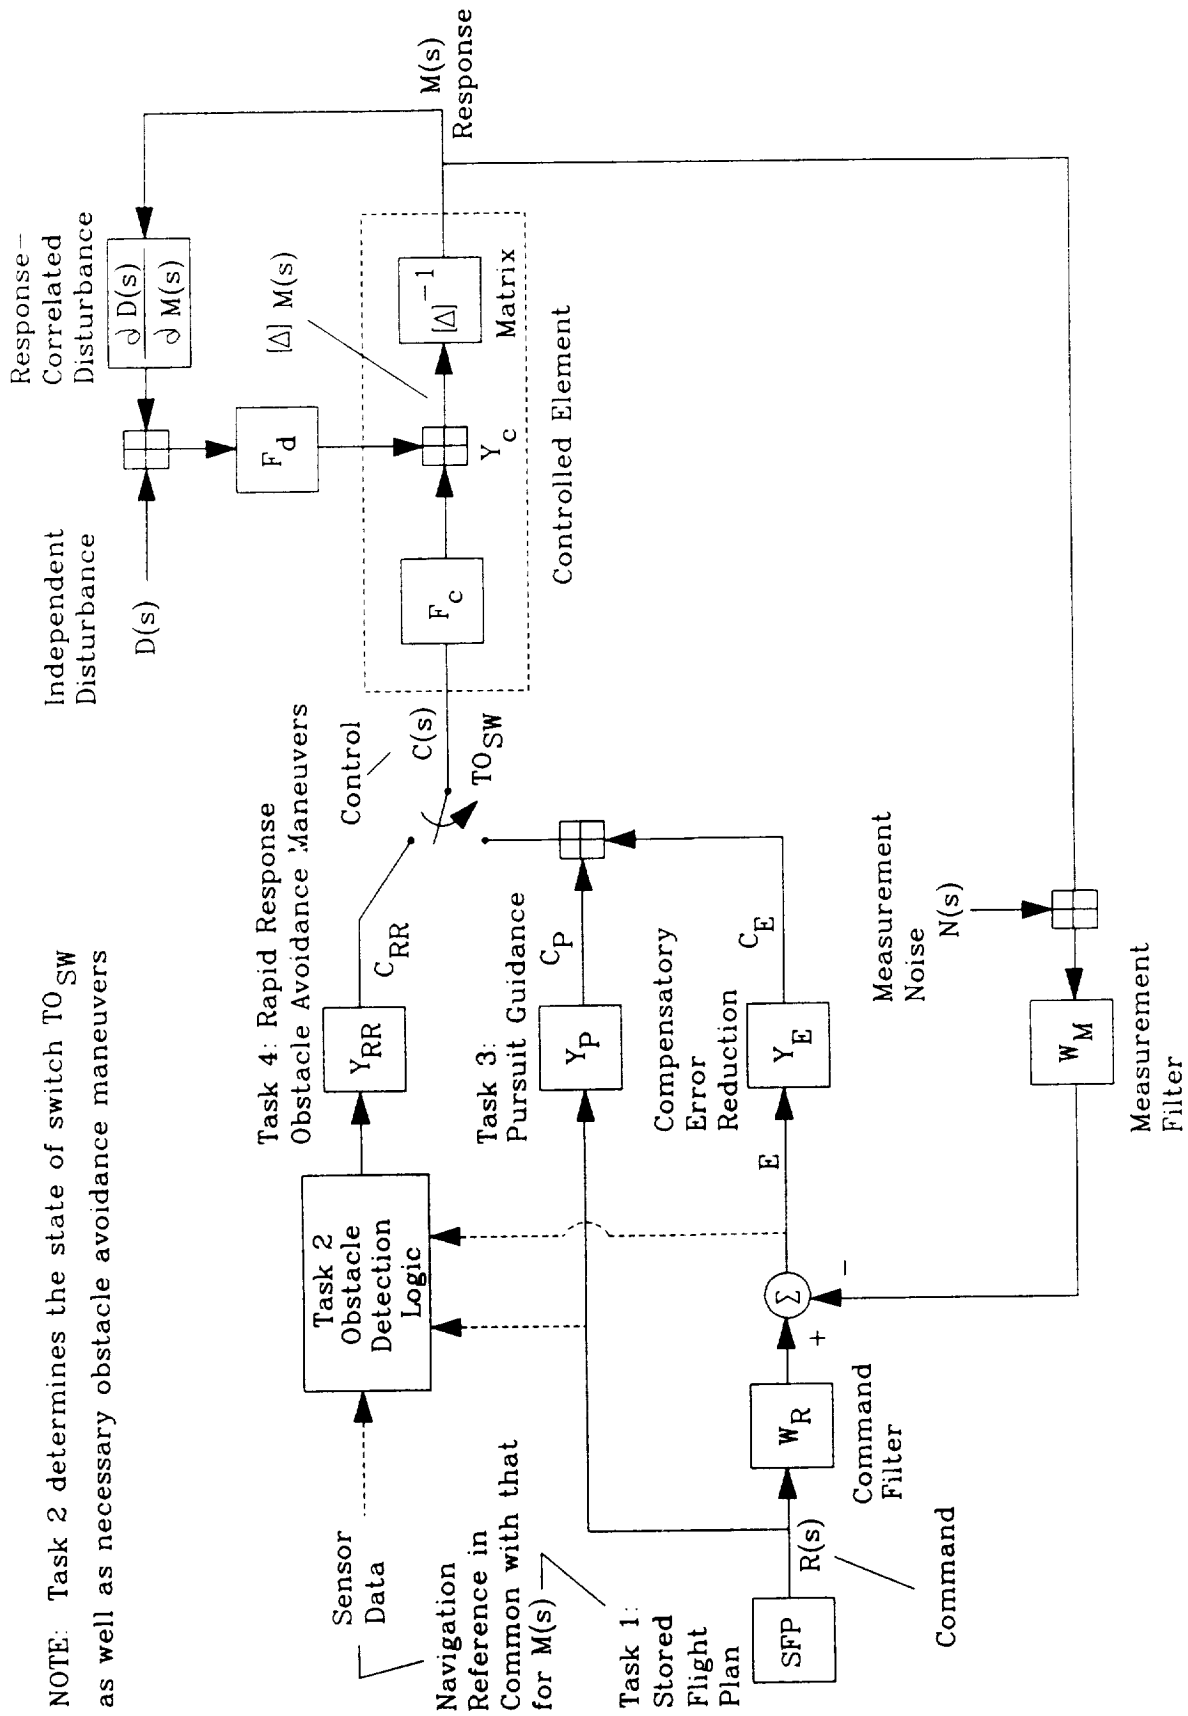 NOTE: Task 2 determines the state of switch TO_SW
as well as necessary obstacle avoidance maneuvers
Sensor
Data
Navigation
Reference in
Common with that
for M(s)
Task 1:
Stored
Flight
Plan
SFP
R(s)
Command
W_R
Command
Filter
+
Σ
−
E
Task 2
Obstacle
Detection
Logic
Y_RR
C_RR
Task 4: Rapid Response
Obstacle Avoidance Maneuvers
Task 3:
Pursuit Guidance
Y_P
C_P
Compensatory
Error
Reduction
Y_E
C_E
Control
C(s)
TO_SW
Independent
Disturbance
D(s)
Response-
Correlated
Disturbance
∂ D(s)
∂ M(s)
F_d
F_c
[Δ] M(s)
Y_c
[Δ]^-1
Matrix
Controlled Element
M(s)
Response
Measurement
Noise
N(s)
W_M
Measurement
Filter